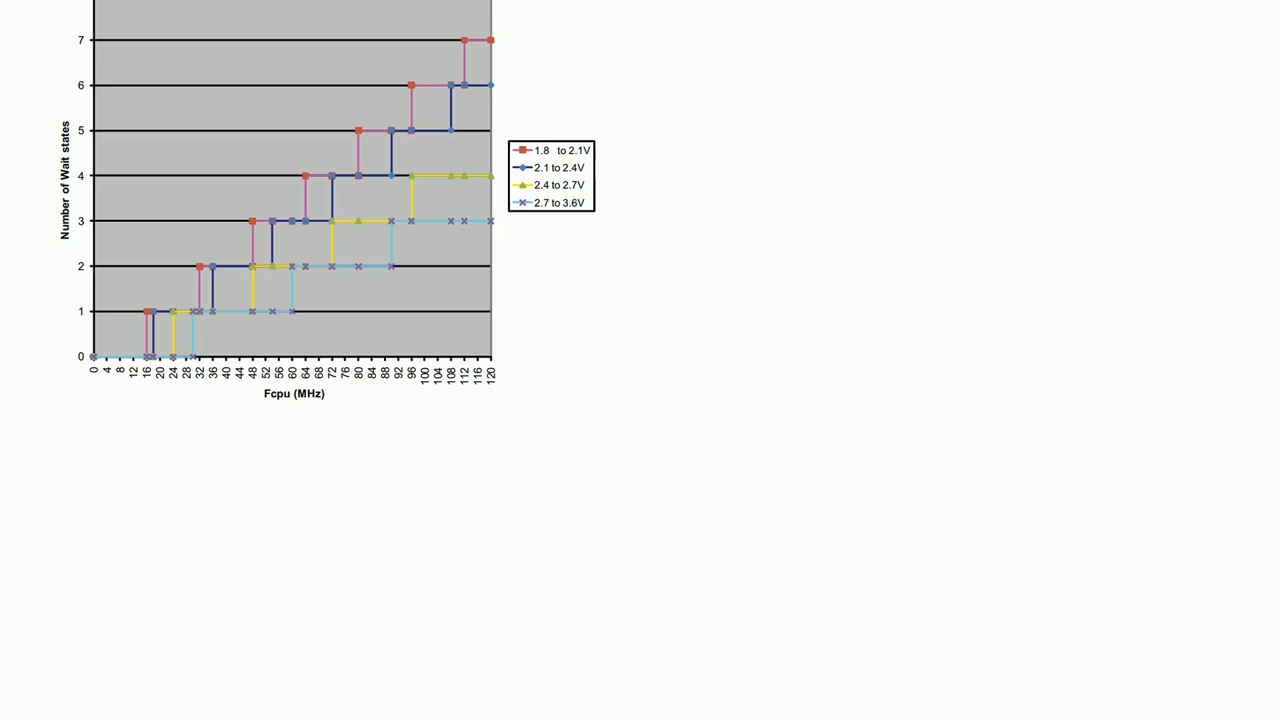 7
6
5
4
3
2
1
0
Number of Wait states
0 4 8 12 16 20 24 28 32 36 40 44 48 52 56 60 64 68 72 76 80 84 88 92 96 100 104 108 112 116 120
Fcpu (MHz)
1.8 to 2.1V
2.1 to 2.4V
2.4 to 2.7V
2.7 to 3.6V